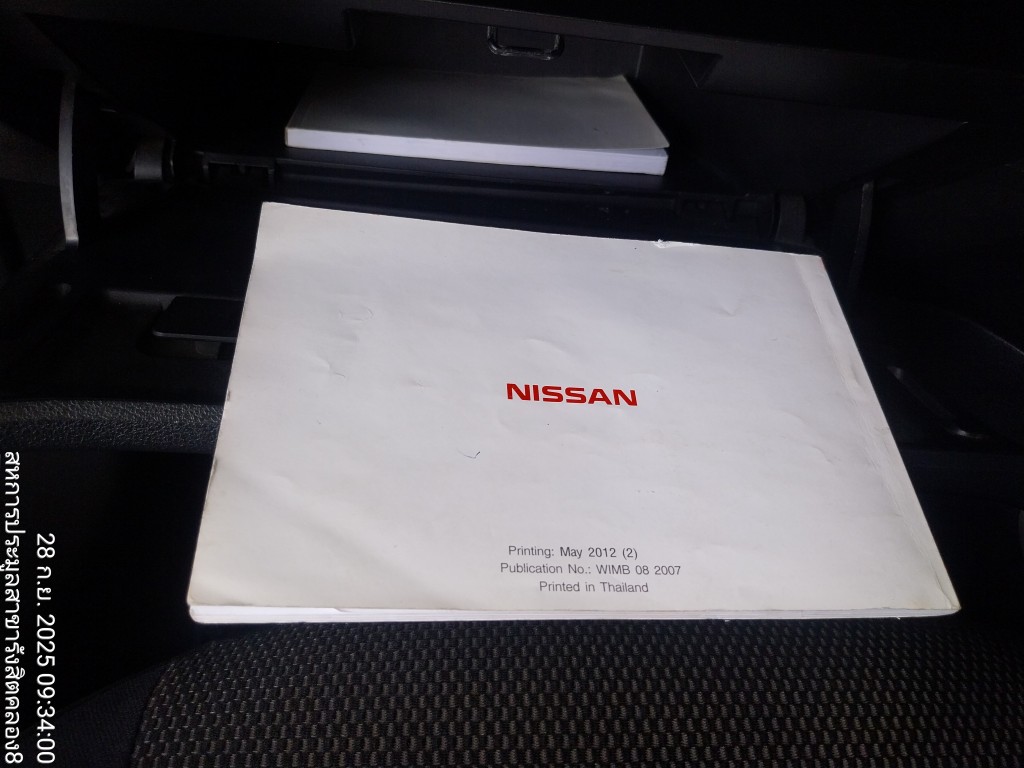 NISSAN
Printing: May 2012 (2)
Publication No.: WIMB 08 2007
Printed in Thailand
28 ก.ย. 2025 09:34:00
สหการประมูลสาขารังสิตคลอง8